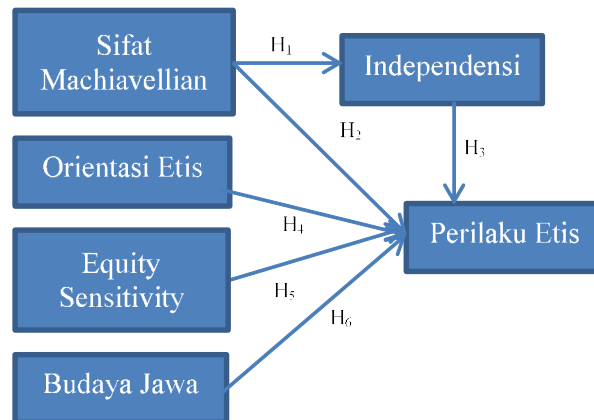 Sifat
Machiavellian
H₁
Independensi
H₂
H₃
Orientasi Etis
H₄
Perilaku Etis
Equity
Sensitivity
H₅
H₆
Budaya Jawa